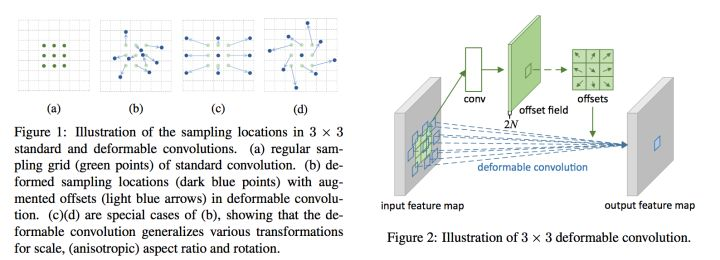 (a)
(b)
(c)
(d)
Figure 1: Illustration of the sampling locations in 3 × 3
standard and deformable convolutions. (a) regular sam-
pling grid (green points) of standard convolution. (b) de-
formed sampling locations (dark blue points) with aug-
mented offsets (light blue arrows) in deformable convolu-
tion. (c)(d) are special cases of (b), showing that the de-
formable convolution generalizes various transformations
for scale, (anisotropic) aspect ratio and rotation.
conv
offset field
offsets
2N
deformable convolution
input feature map
output feature map
Figure 2: Illustration of 3 × 3 deformable convolution.